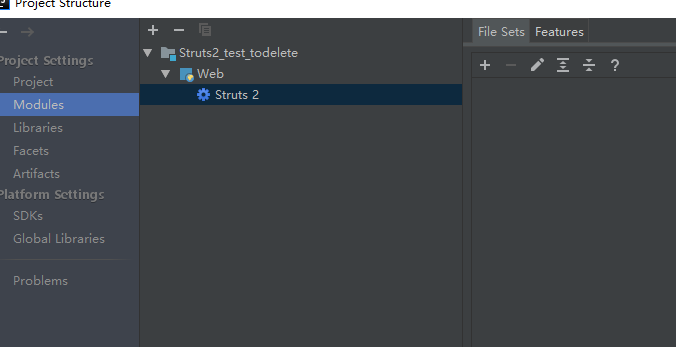 Project Structure
Project Settings
Project
Modules
Libraries
Facets
Artifacts
Platform Settings
SDKs
Global Libraries
Problems
Struts2_test_todelete
Web
Struts 2
File Sets Features